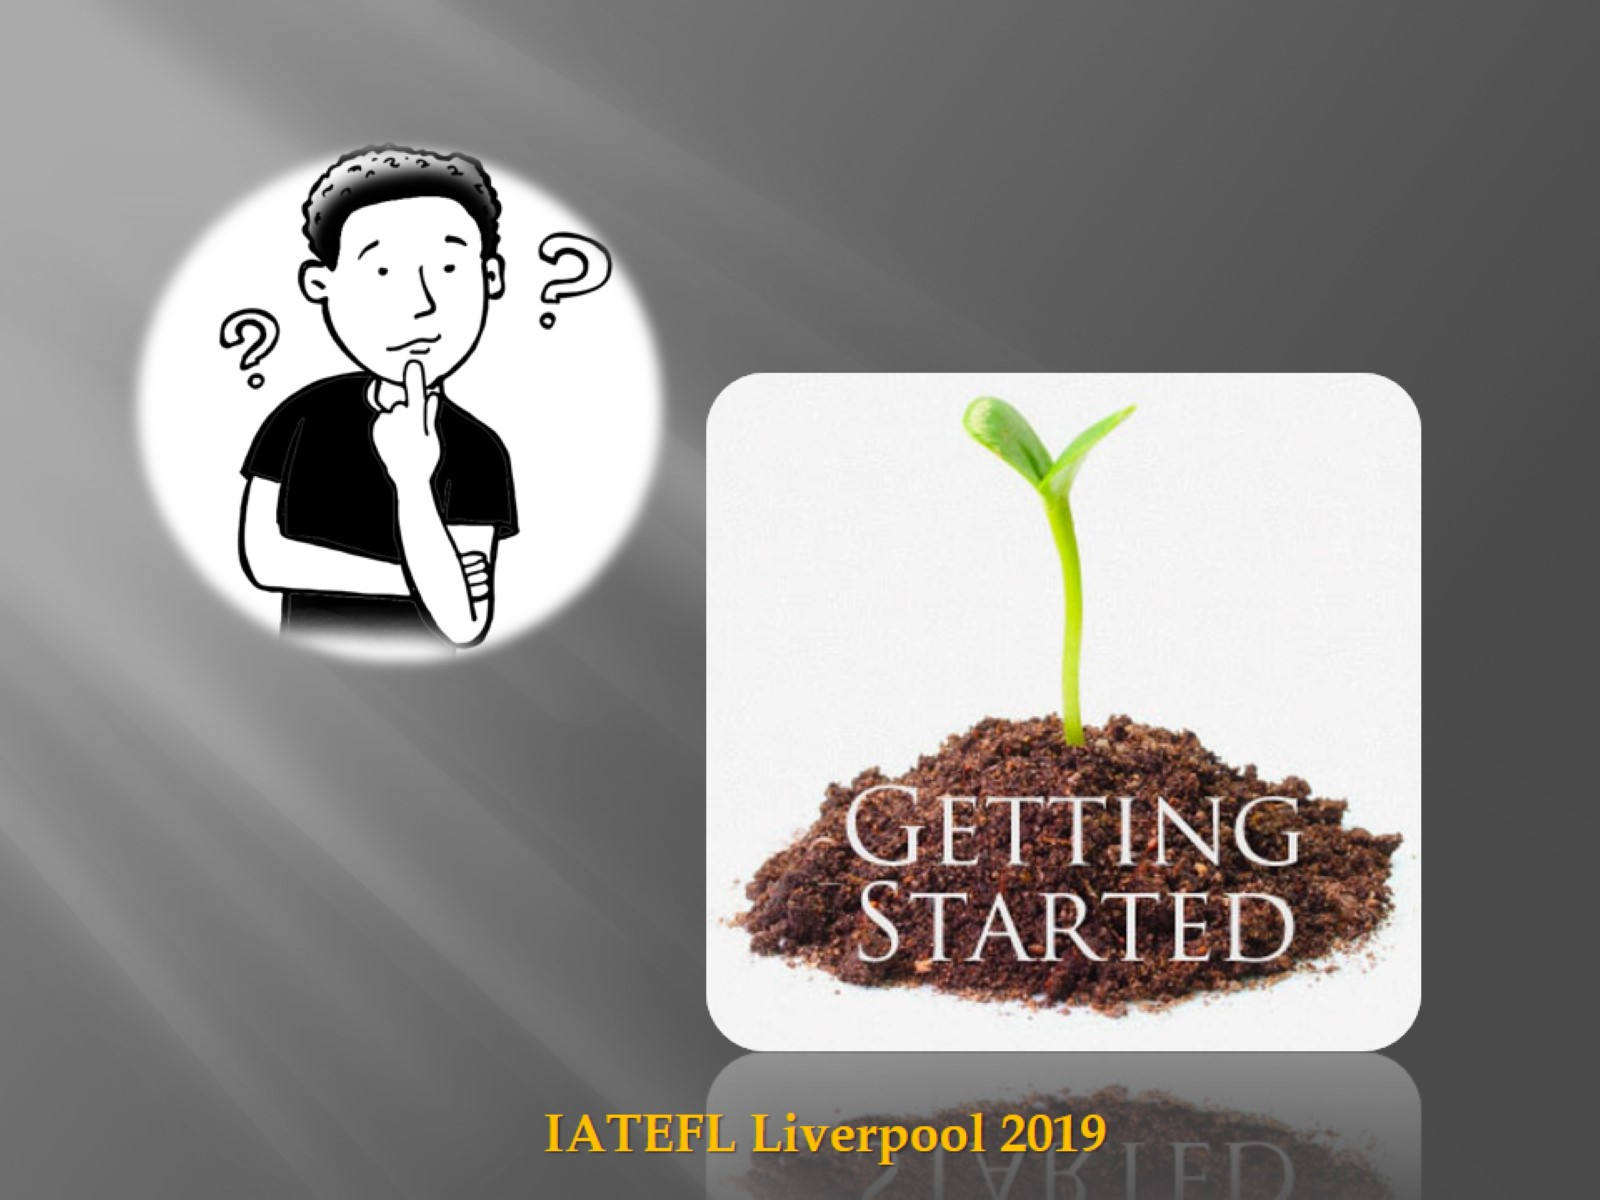 ?
?
GETTING
STARTED
IATEFL Liverpool 2019